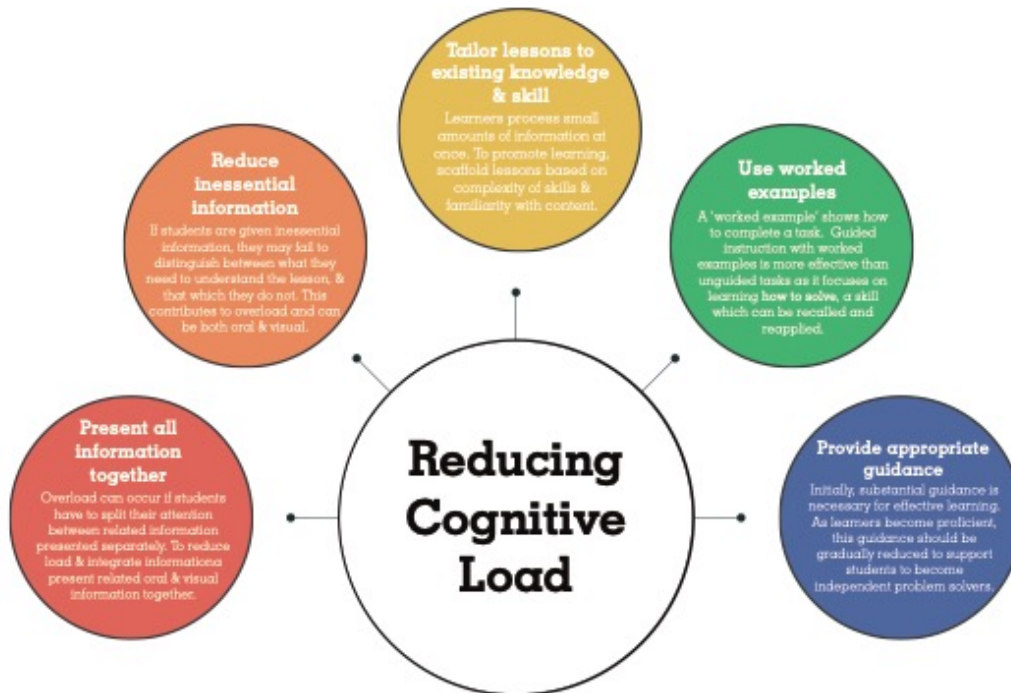 Tailor lessons to
existing knowledge
& skill
Learners process small
amounts of information at
once. To promote learning,
scaffold lessons based on
complexity of skills &
familiarity with content.
Reduce
inessential
information
If students are given inessential
information, they may fail to
distinguish between what they
need to understand the lesson, &
that which they do not. This
contributes to overload and can
be both oral & visual.
Use worked
examples
A 'worked example' shows how
to complete a task. Guided
instruction with worked
examples is more effective than
unguided tasks as it focuses on
learning how to solve, a skill
which can be recalled and
reapplied.
Present all
information
together
Overload can occur if students
have to split their attention
between related information
presented separately. To reduce
load & integrate informationa
present related oral & visual
information together.
Reducing
Cognitive
Load
Provide appropriate
guidance
Initially, substantial guidance is
necessary for effective learning.
As learners become proficient,
this guidance should be
gradually reduced to support
students to become
independent problem solvers.